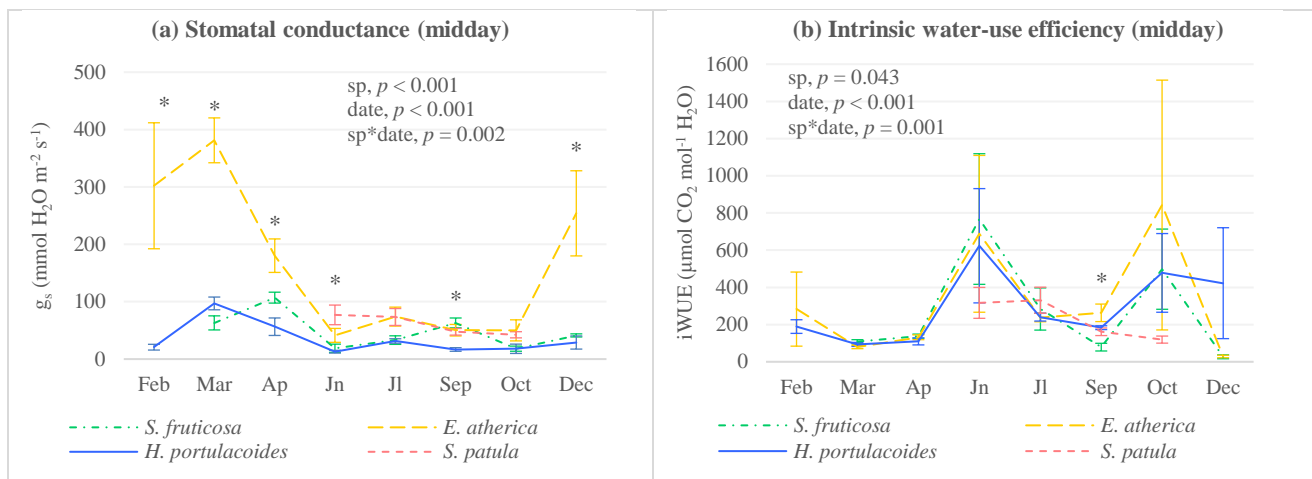 (a) Stomatal conductance (midday)
500
400
300
200
100
0
gs (mmol H2O m-2 s-1)
sp, p < 0.001
date, p < 0.001
sp*date, p = 0.002
* * * * * *
Feb Mar Ap Jn Jl Sep Oct Dec
S. fruticosa E. atherica
H. portulacoides S. patula
(b) Intrinsic water-use efficiency (midday)
1600
1400
1200
1000
800
600
400
200
0
iWUE (µmol CO2 mol-1 H2O)
sp, p = 0.043
date, p < 0.001
sp*date, p = 0.001
*
Feb Mar Ap Jn Jl Sep Oct Dec
S. fruticosa E. atherica
H. portulacoides S. patula